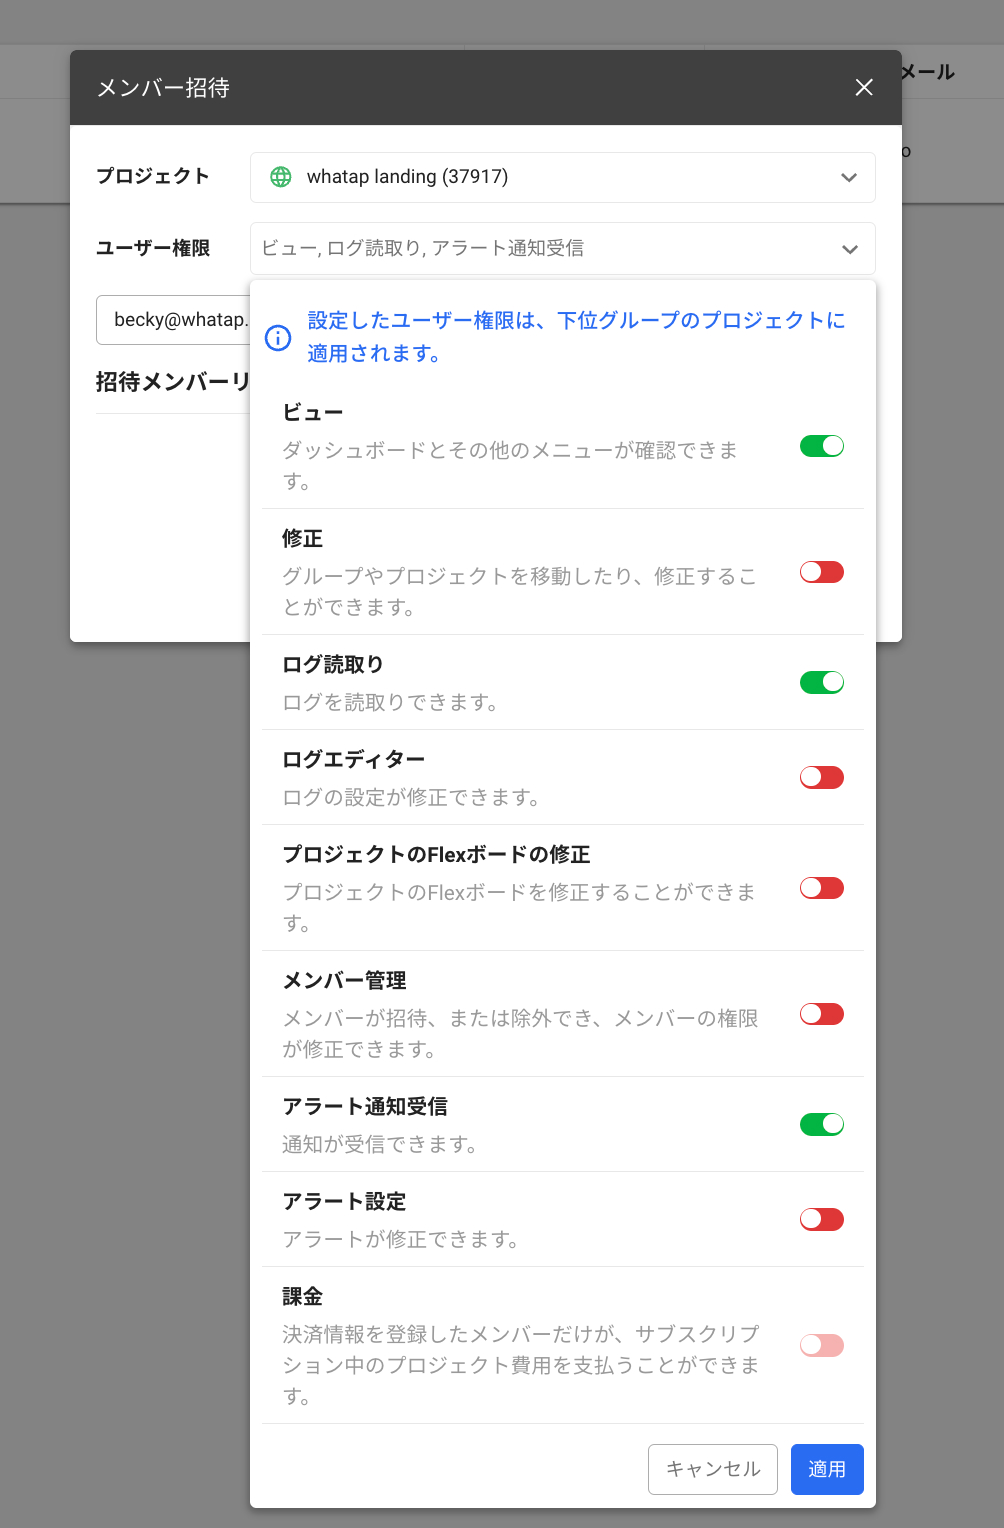 メール
o
メンバー招待
プロジェクト
whatap landing (37917)
ユーザー権限
ビュー, ログ読取り, アラート通知受信
becky@whatap.
招待メンバーリ
設定したユーザー権限は、下位グループのプロジェクトに
適用されます。
ビュー
ダッシュボードとその他のメニューが確認できま
す。
修正
グループやプロジェクトを移動したり、修正するこ
とができます。
ログ読取り
ログを読取りできます。
ログエディター
ログの設定が修正できます。
プロジェクトのFlexボードの修正
プロジェクトのFlexボードを修正することができま
す。
メンバー管理
メンバーが招待、または除外でき、メンバーの権限
が修正できます。
アラート通知受信
通知が受信できます。
アラート設定
アラートが修正できます。
課金
決済情報を登録したメンバーだけが、サブスクリプ
ション中のプロジェクト費用を支払うことができま
す。
キャンセル
適用